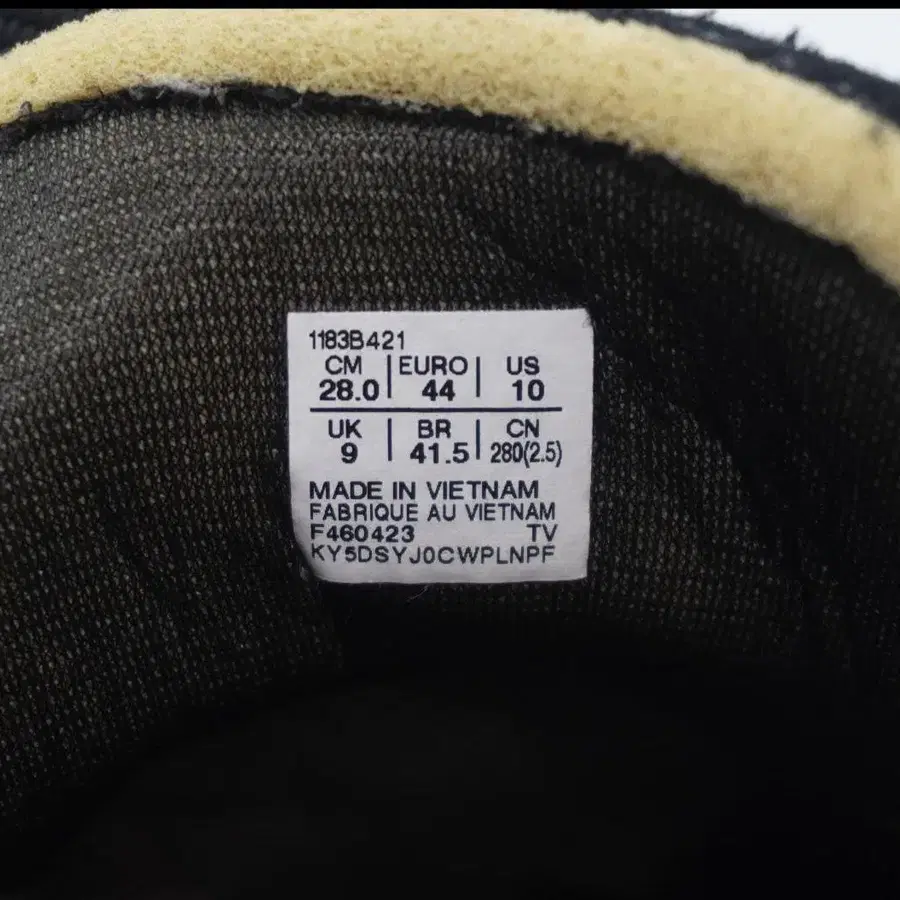 1183B421
CM | EURO | US
28.0 | 44 | 10
UK | BR | CN
9 | 41.5 | 280(2.5)
MADE IN VIETNAM
FABRIQUE AU VIETNAM
F460423 TV
KY5DSYJ0CWPLNPF